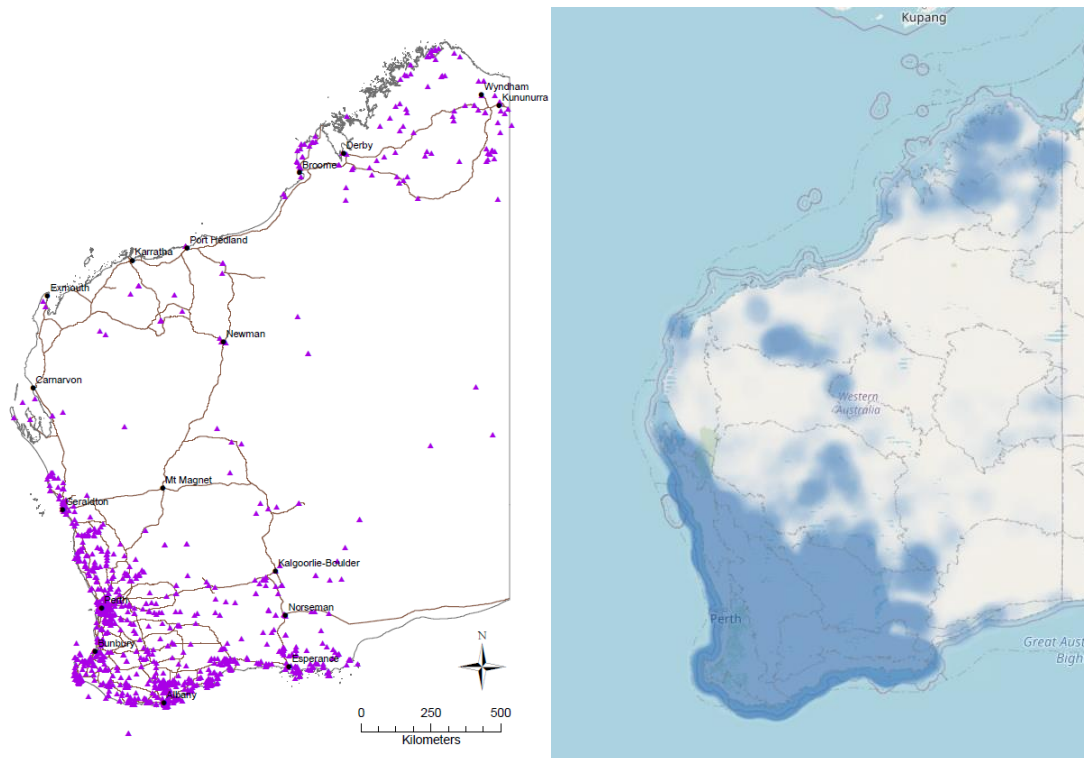 Kupang
Wyndham
Kununurra
Derby
Broome
Port Hedland
Karratha
Exmouth
Newman
Carnarvon
Western
Australia
Mt Magnet
Geraldton
Kalgoorlie-Boulder
Perth
Norseman
Perth
Bunbury
N
Great Aust
Bigh
Esperance
Albany
0 250 500
Kilometers